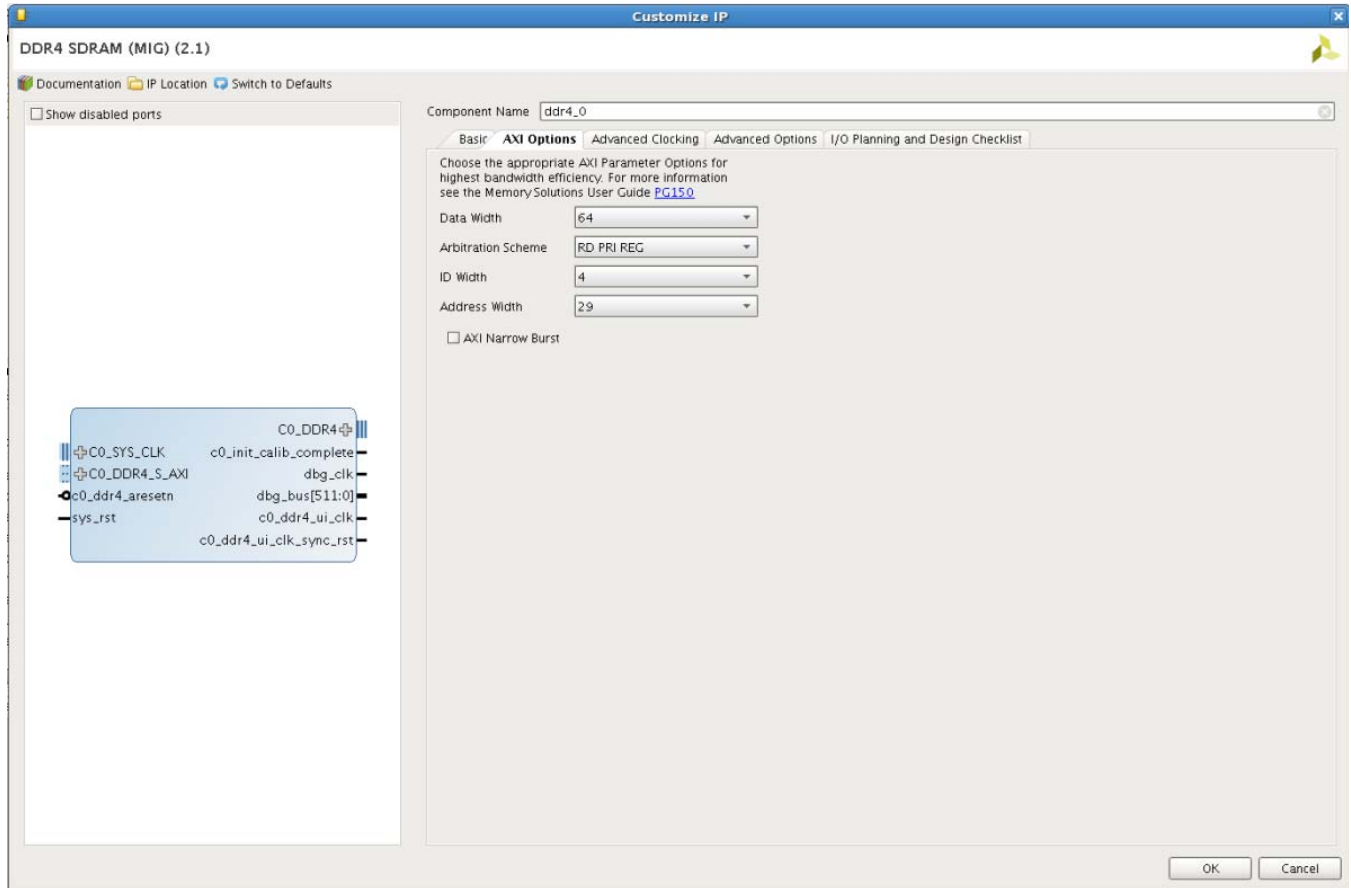 Customize IP
DDR4 SDRAM (MIG) (2.1)
Documentation IP Location Switch to Defaults
Show disabled ports
C0_DDR4
C0_SYS_CLK c0_init_calib_complete
C0_DDR4_S_AXI dbg_clk
c0_ddr4_aresetn dbg_bus[511:0]
sys_rst c0_ddr4_ui_clk
c0_ddr4_ui_clk_sync_rst
Component Name ddr4_0
Basic AXI Options Advanced Clocking Advanced Options I/O Planning and Design Checklist
Choose the appropriate AXI Parameter Options for
highest bandwidth efficiency. For more information
see the Memory Solutions User Guide PG150
Data Width 64
Arbitration Scheme RD PRI REG
ID Width 4
Address Width 29
AXI Narrow Burst
OK Cancel